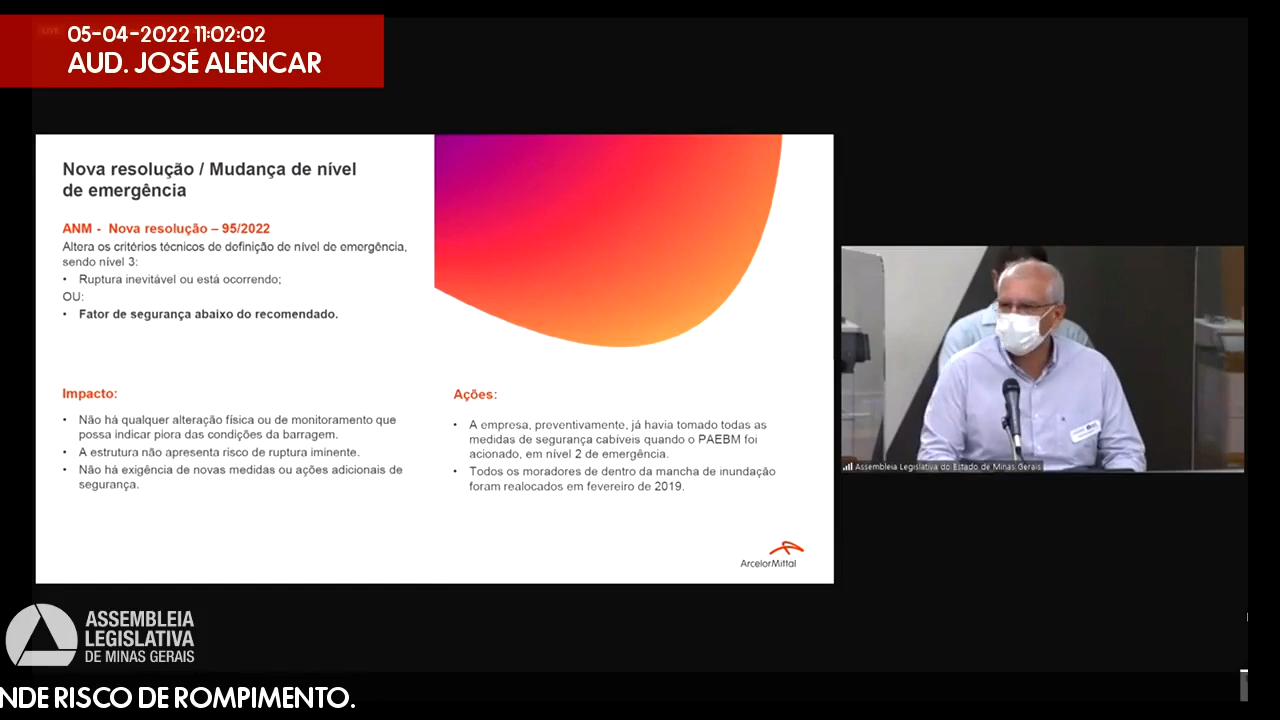 05-04-2022 11:02:02
AUD. JOSÉ ALENCAR
Nova resolução / Mudança de nível
de emergência
ANM - Nova resolução – 95/2022
Altera os critérios técnicos de definição de nível de emergência,
sendo nível 3:
• Ruptura inevitável ou está ocorrendo;
OU:
• Fator de segurança abaixo do recomendado.
Impacto:
• Não há qualquer alteração física ou de monitoramento que
possa indicar piora das condições da barragem.
• A estrutura não apresenta risco de ruptura iminente.
• Não há exigência de novas medidas ou ações adicionais de
segurança.
Ações:
• A empresa, preventivamente, já havia tomado todas as
medidas de segurança cabíveis quando o PAEBM foi
acionado, em nível 2 de emergência.
• Todos os moradores de dentro da mancha de inundação
foram realocados em fevereiro de 2019.
ArcelorMittal
Assembleia Legislativa do Estado de Minas Gerais
ASSEMBLEIA
LEGISLATIVA
DE MINAS GERAIS
NDE RISCO DE ROMPIMENTO.